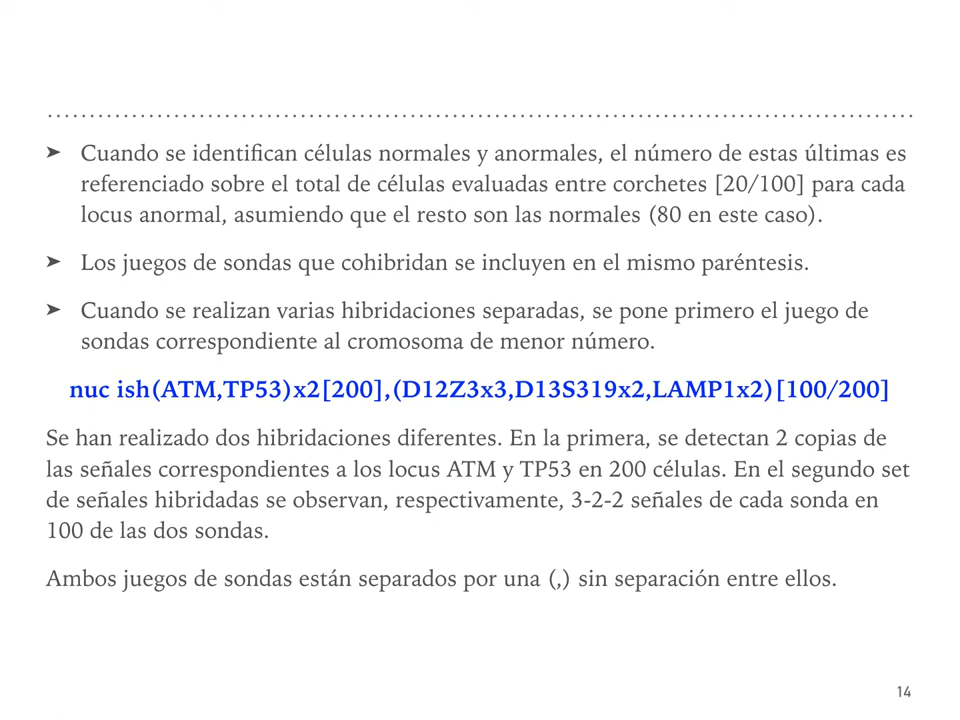 ➤ Cuando se identifican células normales y anormales, el número de estas últimas es
referenciado sobre el total de células evaluadas entre corchetes [20/100] para cada
locus anormal, asumiendo que el resto son las normales (80 en este caso).
➤ Los juegos de sondas que cohibridan se incluyen en el mismo paréntesis.
➤ Cuando se realizan varias hibridaciones separadas, se pone primero el juego de
sondas correspondiente al cromosoma de menor número.
nuc ish(ATM,TP53)x2[200],(D12Z3x3,D13S319x2,LAMP1x2)[100/200]
Se han realizado dos hibridaciones diferentes. En la primera, se detectan 2 copias de
las señales correspondientes a los locus ATM y TP53 en 200 células. En el segundo set
de señales hibridadas se observan, respectivamente, 3-2-2 señales de cada sonda en
100 de las dos sondas.
Ambos juegos de sondas están separados por una (,) sin separación entre ellos.
14